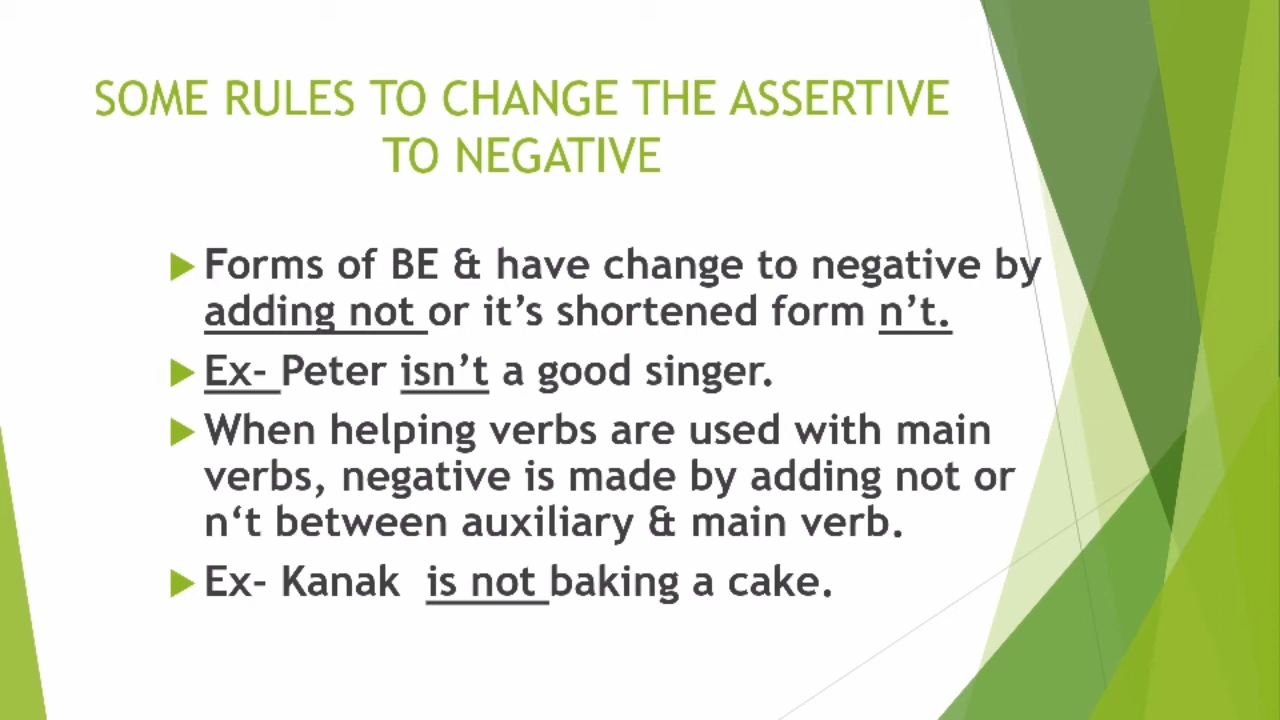 SOME RULES TO CHANGE THE ASSERTIVE
TO NEGATIVE
Forms of BE & have change to negative by
adding not or it’s shortened form n’t.
Ex- Peter isn’t a good singer.
When helping verbs are used with main
verbs, negative is made by adding not or
n‘t between auxiliary & main verb.
Ex- Kanak is not baking a cake.